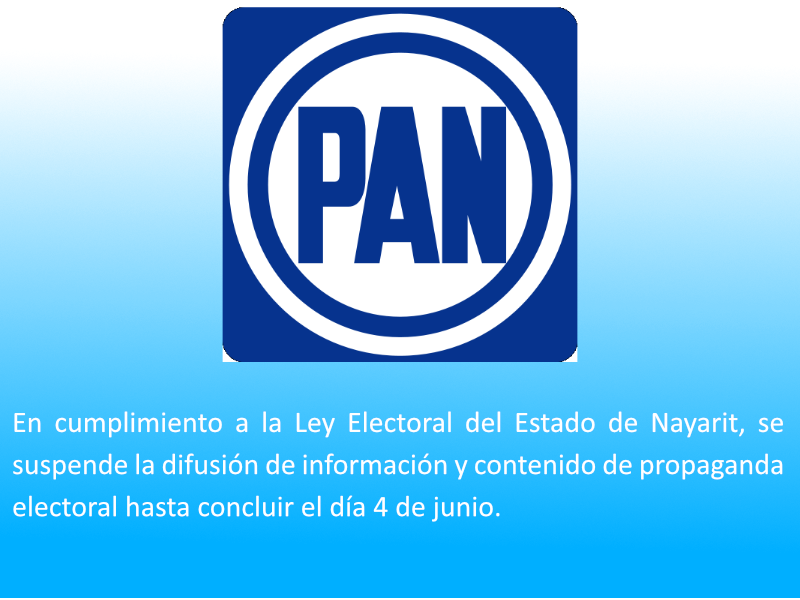 PAN
En cumplimiento a la Ley Electoral del Estado de Nayarit, se
suspende la difusión de información y contenido de propaganda
electoral hasta concluir el día 4 de junio.